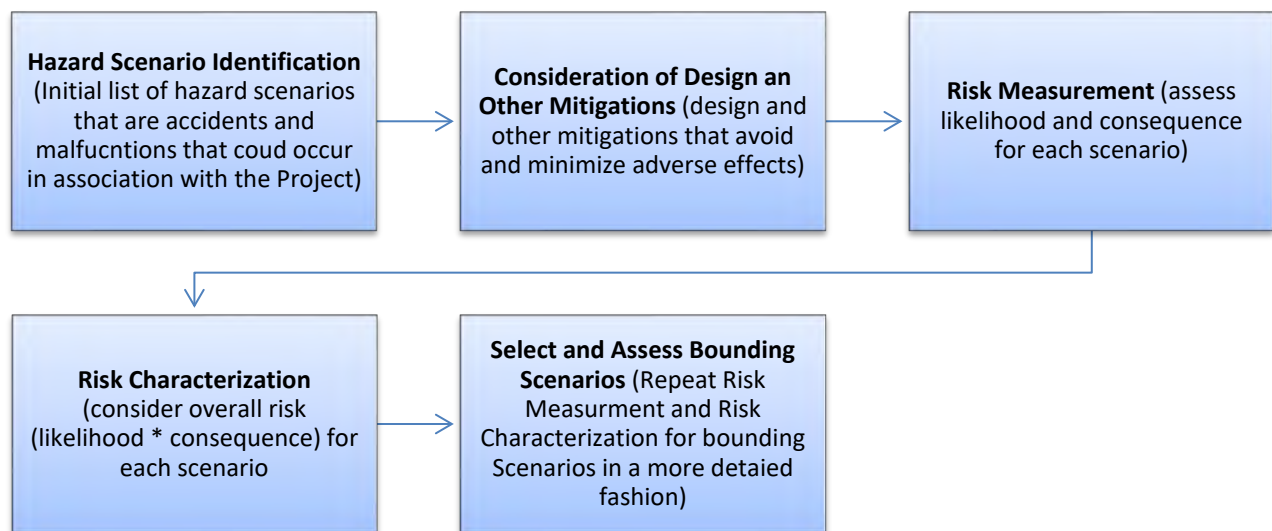 Hazard Scenario Identification
(Initial list of hazard scenarios
that are accidents and
malfucntions that coud occur
in association with the Project)
Consideration of Design an
Other Mitigations (design and
other mitigations that avoid
and minimize adverse effects)
Risk Measurement (assess
likelihood and consequence
for each scenario)
Risk Characterization
(consider overall risk
(likelihood * consequence) for
each scenario
Select and Assess Bounding
Scenarios (Repeat Risk
Measurment and Risk
Characterization for bounding
Scenarios in a more detaied
fashion)